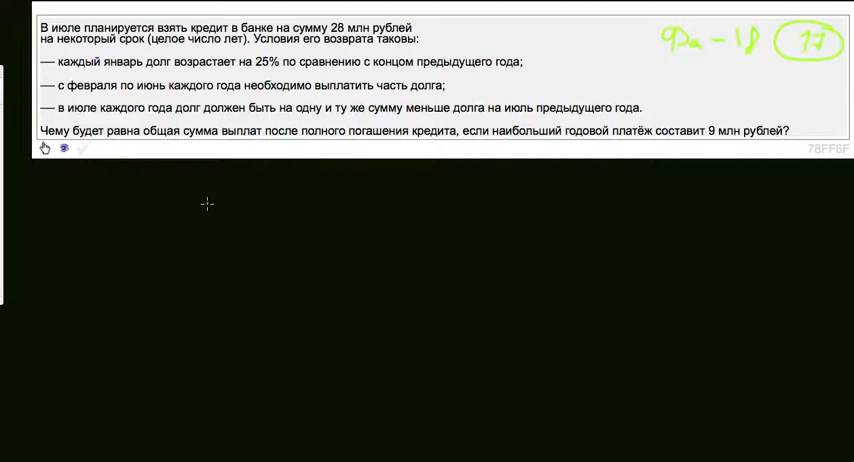 В июле планируется взять кредит в банке на сумму 28 млн рублей
на некоторый срок (целое число лет). Условия его возврата таковы:
— каждый январь долг возрастает на 25% по сравнению с концом предыдущего года;
— с февраля по июнь каждого года необходимо выплатить часть долга;
— в июле каждого года долг должен быть на одну и ту же сумму меньше долга на июль предыдущего года.
Чему будет равна общая сумма выплат после полного погашения кредита, если наибольший годовой платёж составит 9 млн рублей?
78FF6F
- 18 17